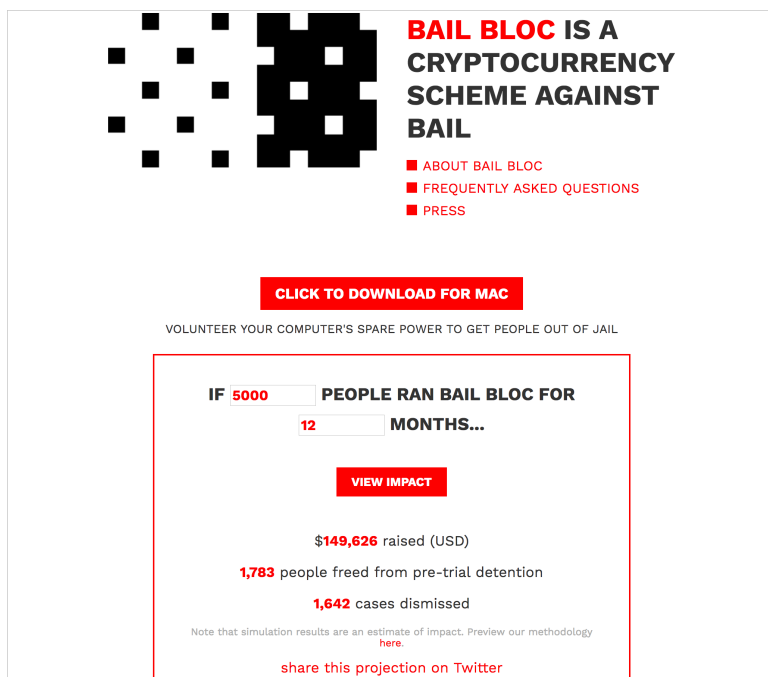 BAIL BLOC IS A
CRYPTOCURRENCY
SCHEME AGAINST
BAIL
ABOUT BAIL BLOC
FREQUENTLY ASKED QUESTIONS
PRESS
CLICK TO DOWNLOAD FOR MAC
VOLUNTEER YOUR COMPUTER'S SPARE POWER TO GET PEOPLE OUT OF JAIL
IF 5000 PEOPLE RAN BAIL BLOC FOR
12 MONTHS...
VIEW IMPACT
$149,626 raised (USD)
1,783 people freed from pre-trial detention
1,642 cases dismissed
Note that simulation results are an estimate of impact. Preview our methodology
here.
share this projection on Twitter